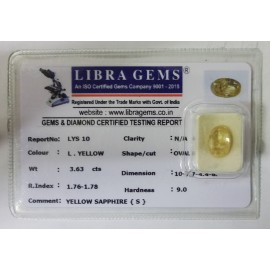 LIBRA GEMS
An ISO Certified Gems Company 9001 - 2015
Registered Under the Trade Marks with Govt. of India
www.libragems.co.in
GEMS & DIAMOND CERTIFIED TESTING REPORT
ReportNo: LYS 10 Clarity : N/A
Colour : L. YELLOW Shape/cut : OVAL
Wt : 3.63 cts Dimension :
R.Index : 1.76-1.78 Hardness : 9.0
Comment : YELLOW SAPPHIRE { S }